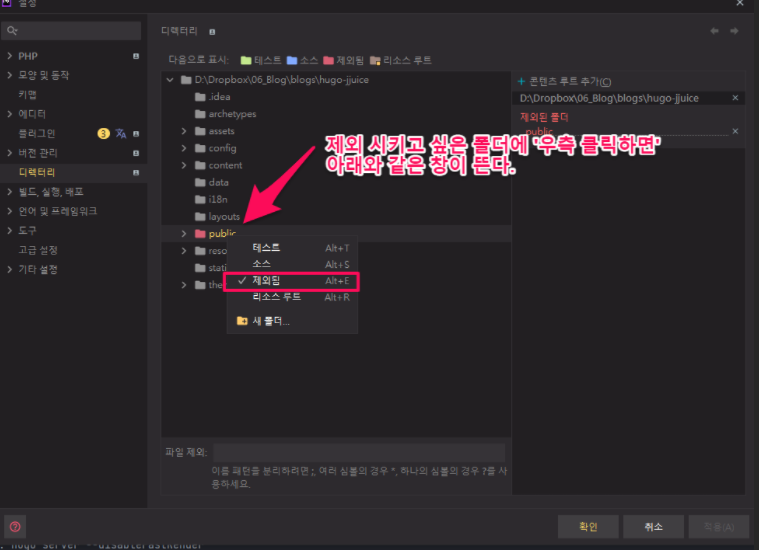 설정
디렉터리
다음으로 표시: 테스트 소스 제외됨 리소스 루트
PHP
모양 및 동작
키맵
에디터
플러그인 3
버전 관리
디렉터리
빌드, 실행, 배포
언어 및 프레임워크
도구
고급 설정
기타 설정
D:\Dropbox\06_Blog\blogs\hugo-jjuice
.idea
archetypes
assets
config
content
data
i18n
layouts
public
reso
stati
the
제외 시키고 싶은 폴더에 '우측 클릭하면'
아래와 같은 창이 뜬다.
테스트 Alt+T
소스 Alt+S
제외됨 Alt+E
리소스 루트 Alt+R
새 폴더...
+ 콘텐츠 루트 추가(C)
D:\Dropbox\06_Blog\blogs\hugo-jjuice
제외된 폴더
public
파일 제외:
이름 패턴을 분리하려면 ;, 여러 심볼의 경우 *, 하나의 심볼의 경우 ?를 사
용하세요.
확인 취소 적용(A)
hugo server --disableFastRender